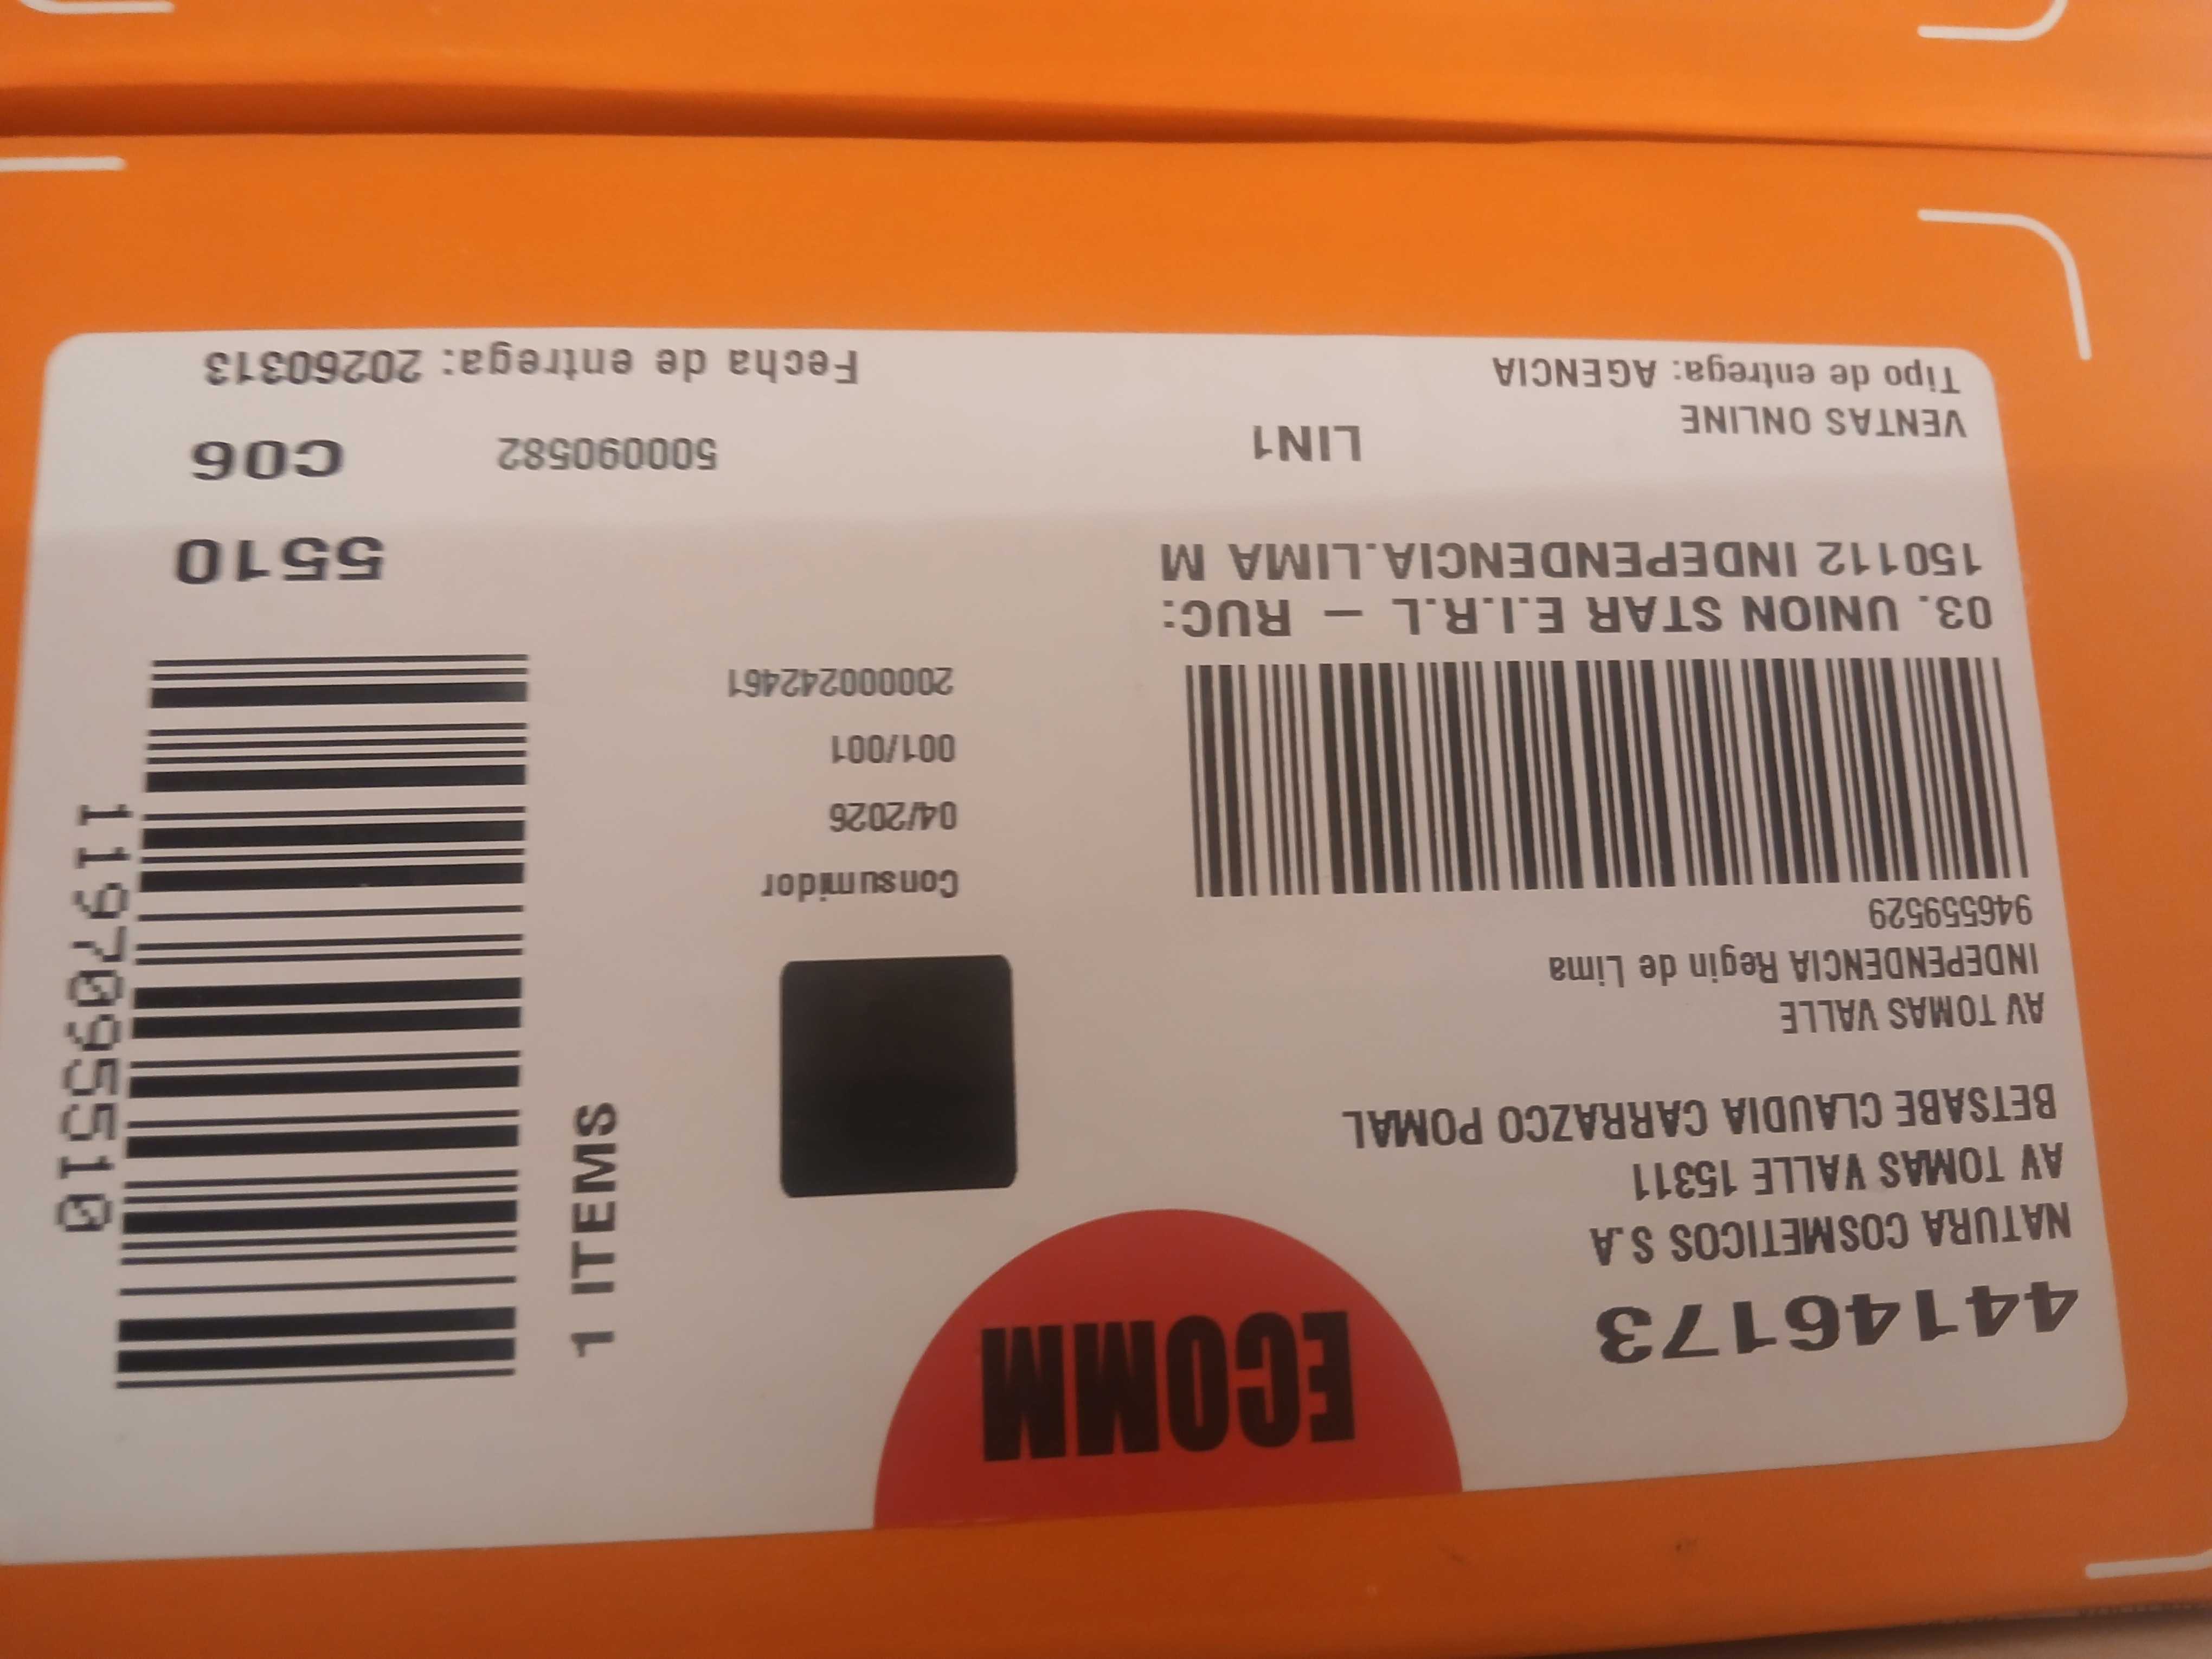 44146173
NATURA COSMETICOS S.A
AV TOMAS VALLE 15311
BETSABE CLAUDIA CARRAZCO POMAL
AV TOMAS VALLE
INDEPENDENCIA Regin de Lima
946559529
03. UNION STAR E.I.R.L - RUC:
150112 INDEPENDENCIA.LIMA M
VENTAS ONLINE
LIN1
Tipo de entrega: AGENCIA
ECOMM
Consumidor
04/2026
001/001
200000242461
1 ITEMS
1197095510
5510
500090582
C06
Fecha de entrega: 20260313